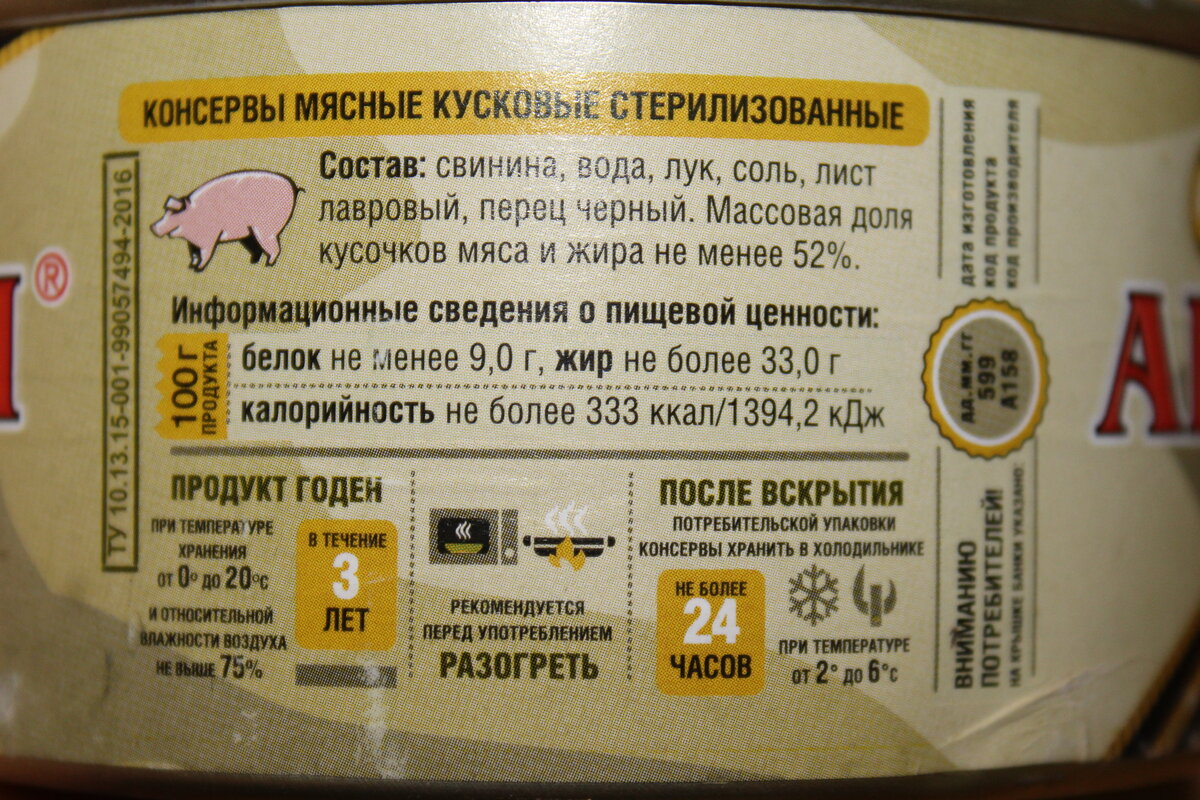 КОНСЕРВЫ МЯСНЫЕ КУСКОВЫЕ СТЕРИЛИЗОВАННЫЕ
Состав: свинина, вода, лук, соль, лист
лавровый, перец черный. Массовая доля
кусочков мяса и жира не менее 52%.
Информационные сведения о пищевой ценности:
100 г
ПРОДУКТА
белок не менее 9,0 г, жир не более 33,0 г
калорийность не более 333 ккал/1394,2 кДж
ТУ 10.13.15-001-99057494-2016
ПРОДУКТ ГОДЕН
ПРИ ТЕМПЕРАТУРЕ
ХРАНЕНИЯ
от 0° до 20°с
И ОТНОСИТЕЛЬНОЙ
ВЛАЖНОСТИ ВОЗДУХА
НЕ ВЫШЕ 75%
В ТЕЧЕНИЕ
3
ЛЕТ
РЕКОМЕНДУЕТСЯ
ПЕРЕД УПОТРЕБЛЕНИЕМ
РАЗОГРЕТЬ
ПОСЛЕ ВСКРЫТИЯ
ПОТРЕБИТЕЛЬСКОЙ УПАКОВКИ
КОНСЕРВЫ ХРАНИТЬ В ХОЛОДИЛЬНИКЕ
НЕ БОЛЕЕ
24
ЧАСОВ
ПРИ ТЕМПЕРАТУРЕ
от 2° до 6°с
ВНИМАНИЮ
ПОТРЕБИТЕЛЕЙ!
НА КРЫШКЕ БАНКИ УКАЗАНО:
дд.мм.гг
599
А158
дата изготовления
код продукта
код производителя
®